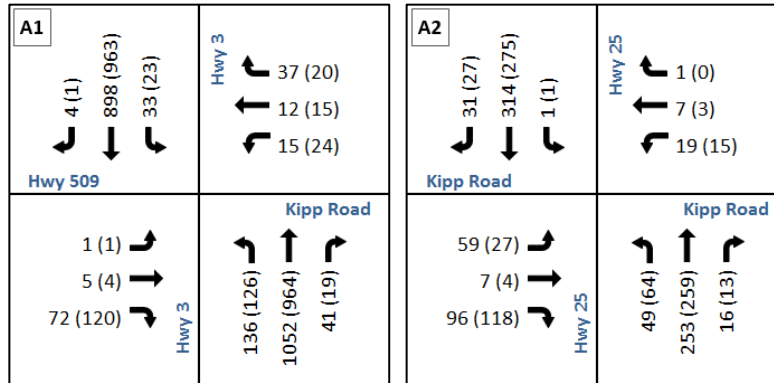 A1
4 (1)
898 (963)
33 (23)
Hwy 509
Hwy 3
37 (20)
12 (15)
15 (24)
1 (1)
5 (4)
72 (120)
Hwy 3
Kipp Road
136 (126)
1052 (964)
41 (19)
A2
31 (27)
314 (275)
1 (1)
Kipp Road
Hwy 25
1 (0)
7 (3)
19 (15)
59 (27)
7 (4)
96 (118)
Hwy 25
Kipp Road
49 (64)
253 (259)
16 (13)